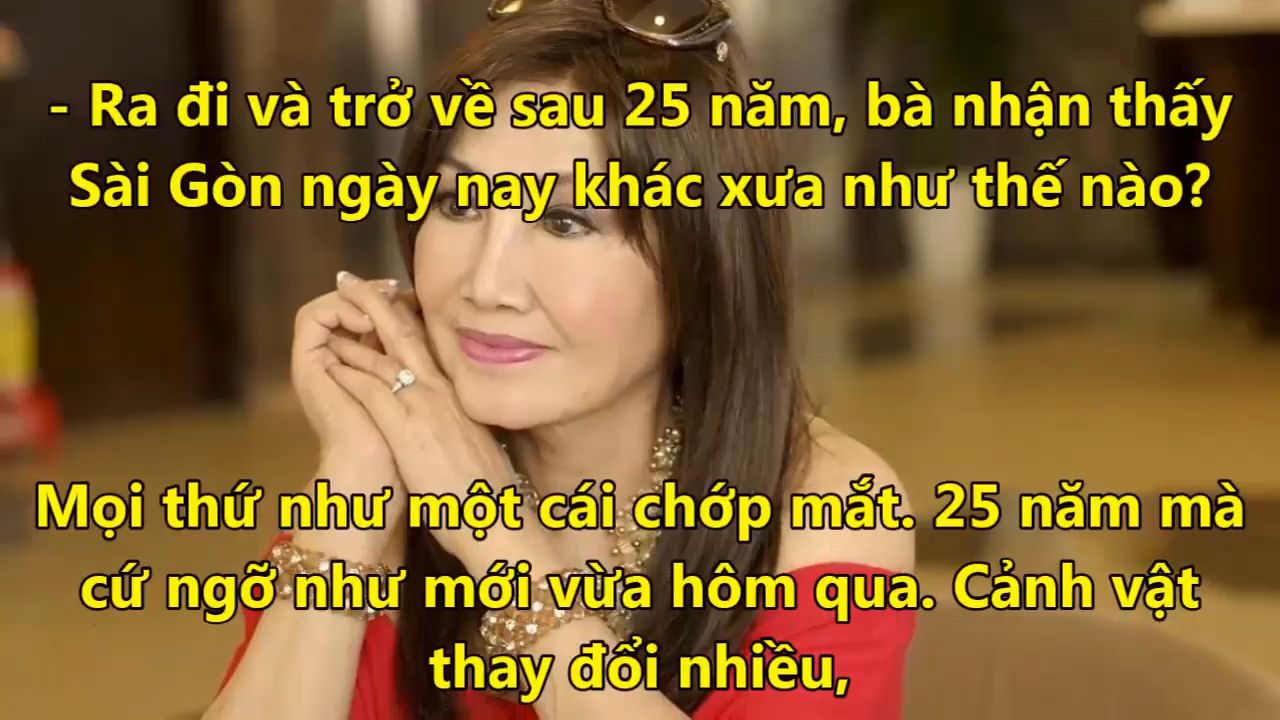 - Ra đi và trở về sau 25 năm, bà nhận thấy
Sài Gòn ngày nay khác xưa như thế nào?
Mọi thứ như một cái chớp mắt. 25 năm mà
cứ ngỡ như mới vừa hôm qua. Cảnh vật
thay đổi nhiều,